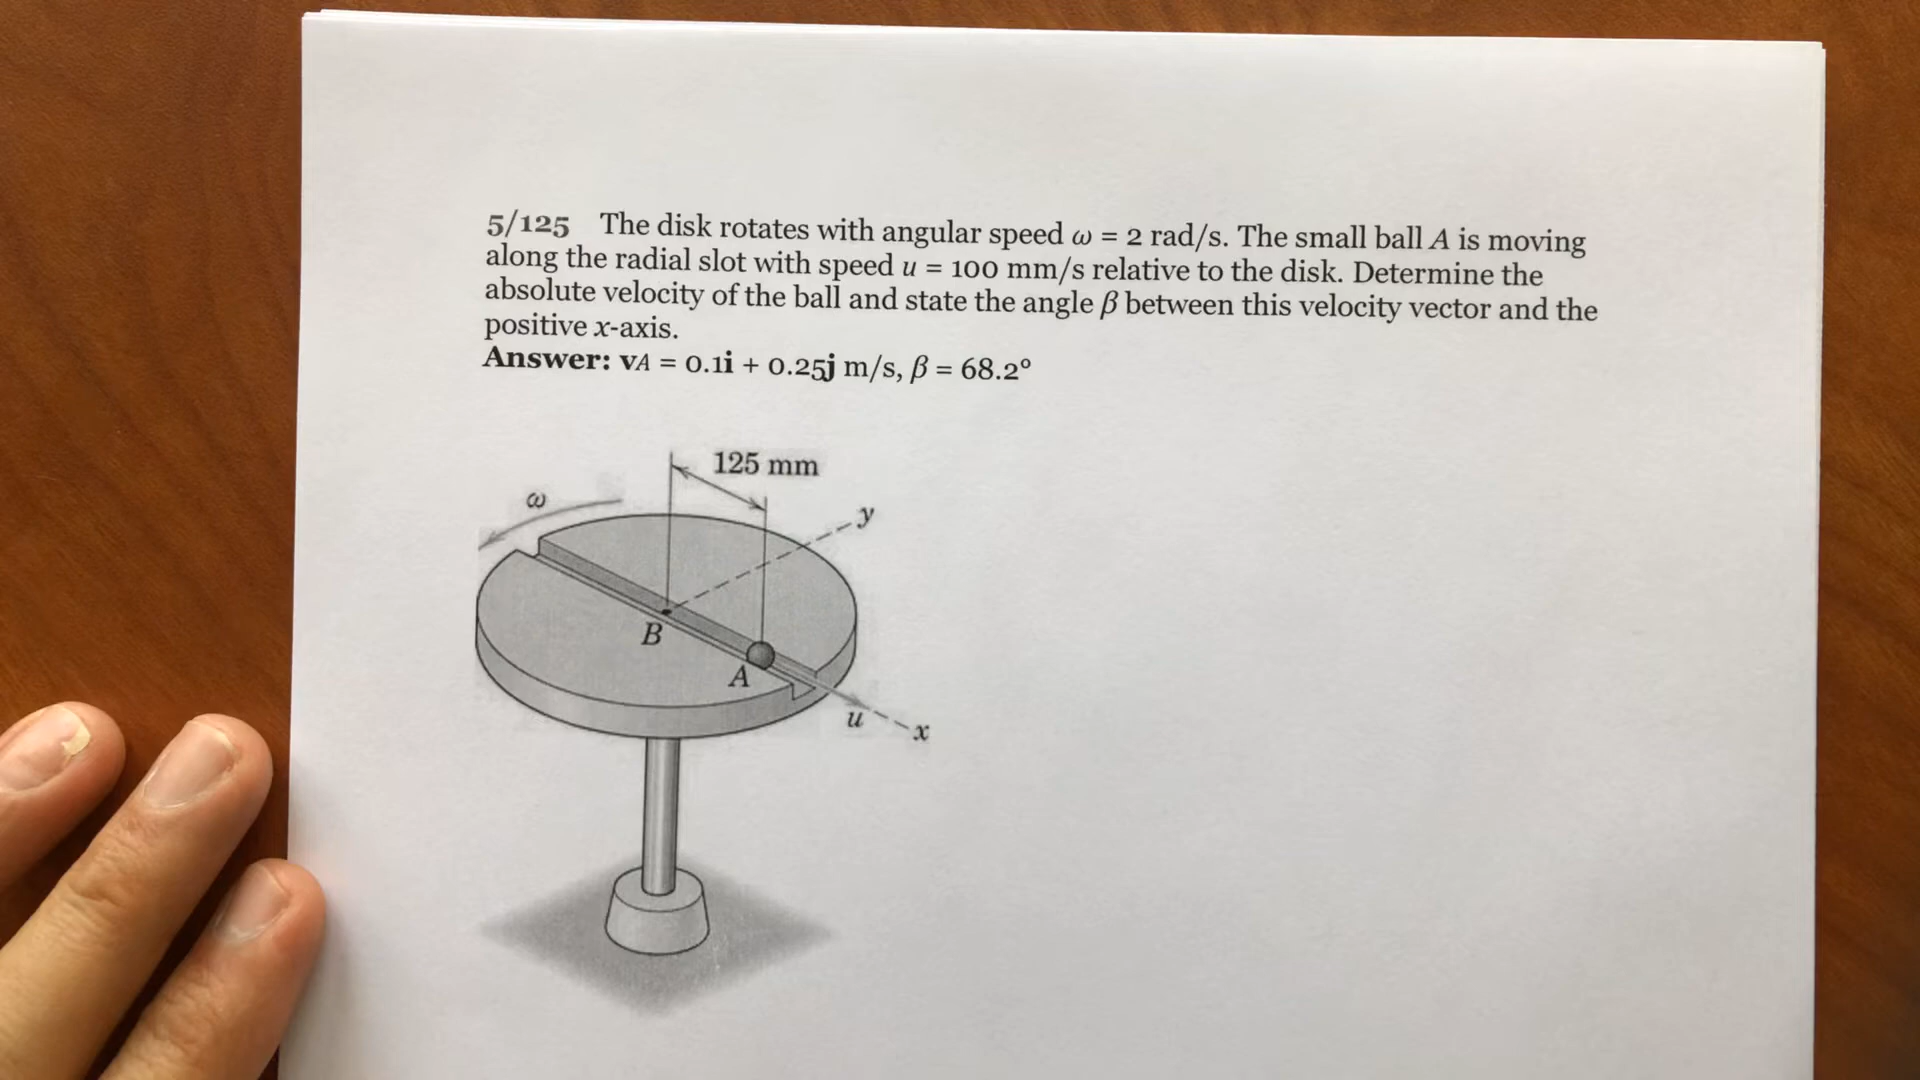 5/125 The disk rotates with angular speed ω = 2 rad/s. The small ball A is moving
along the radial slot with speed u = 100 mm/s relative to the disk. Determine the
absolute velocity of the ball and state the angle β between this velocity vector and the
positive x-axis.
Answer: vA = 0.1i + 0.25j m/s, β = 68.2°
125 mm
ω
y
B
A
u
x